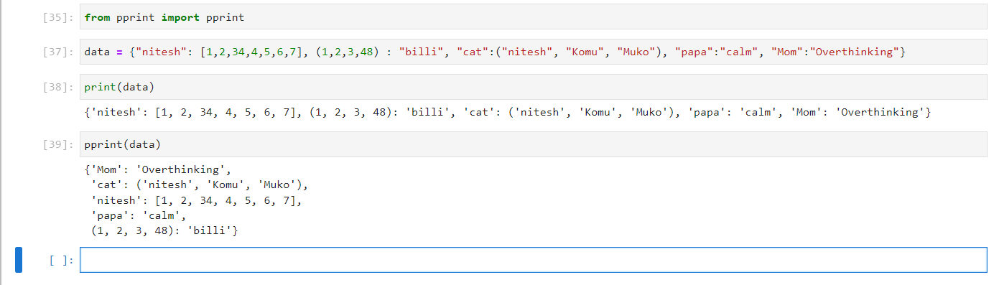 [35]: from pprint import pprint
[37]: data = {"nitesh": [1,2,34,4,5,6,7], (1,2,3,48) : "billi", "cat":("nitesh", "Komu", "Muko"), "papa":"calm", "Mom":"Overthinking"}
[38]: print(data)
{'nitesh': [1, 2, 34, 4, 5, 6, 7], (1, 2, 3, 48): 'billi', 'cat': ('nitesh', 'Komu', 'Muko'), 'papa': 'calm', 'Mom': 'Overthinking'}
[39]: pprint(data)
{'Mom': 'Overthinking',
 'cat': ('nitesh', 'Komu', 'Muko'),
 'nitesh': [1, 2, 34, 4, 5, 6, 7],
 'papa': 'calm',
 (1, 2, 3, 48): 'billi'}
[ ]: